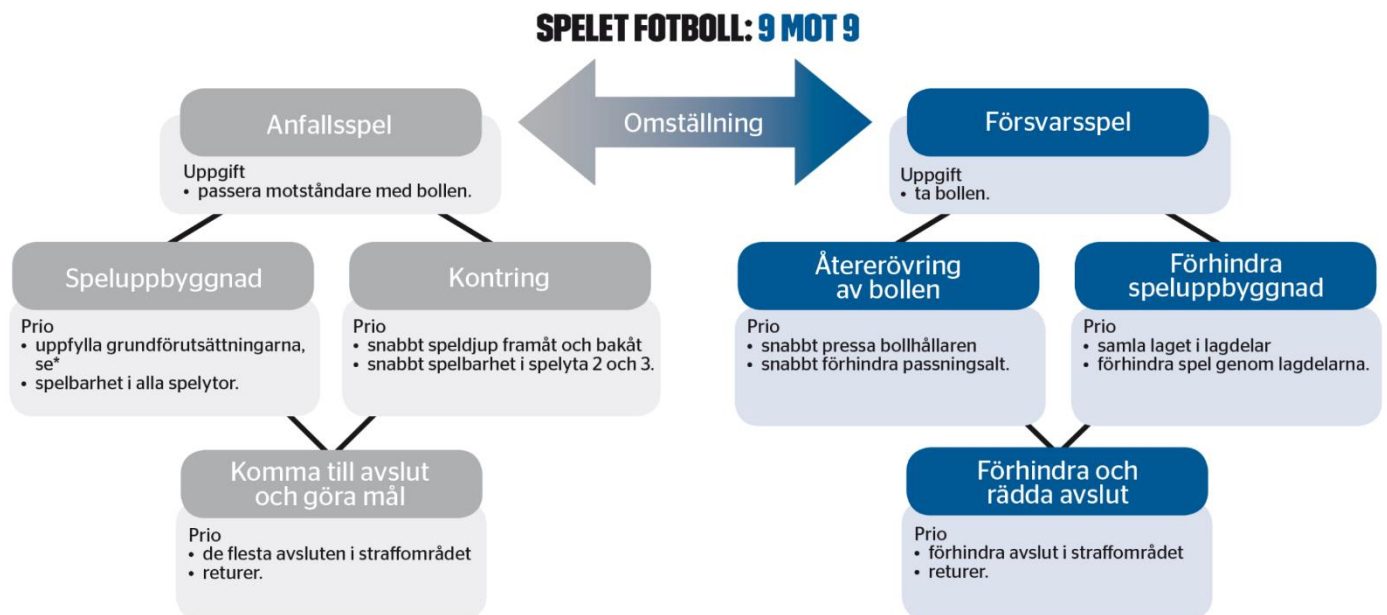 SPELET FOTBOLL: 9 MOT 9
Anfallsspel
Uppgift
• passera motståndare med bollen.
Omställning
Försvarsspel
Uppgift
• ta bollen.
Speluppbyggnad
Prio
• uppfylla grundförutsättningarna,
se*
• spelbarhet i alla spelytor.
Kontring
Prio
• snabbt speldjup framåt och bakåt
• snabbt spelbarhet i spelyta 2 och 3.
Återerövring
av bollen
Prio
• snabbt pressa bollhållaren
• snabbt förhindra passningsalt.
Förhindra
speluppbyggnad
Prio
• samla laget i lagdelar
• förhindra spel genom lagdelarna.
Komma till avslut
och göra mål
Prio
• de flesta avsluten i straffområdet
• returer.
Förhindra och
rädda avslut
Prio
• förhindra avslut i straffområdet
• returer.